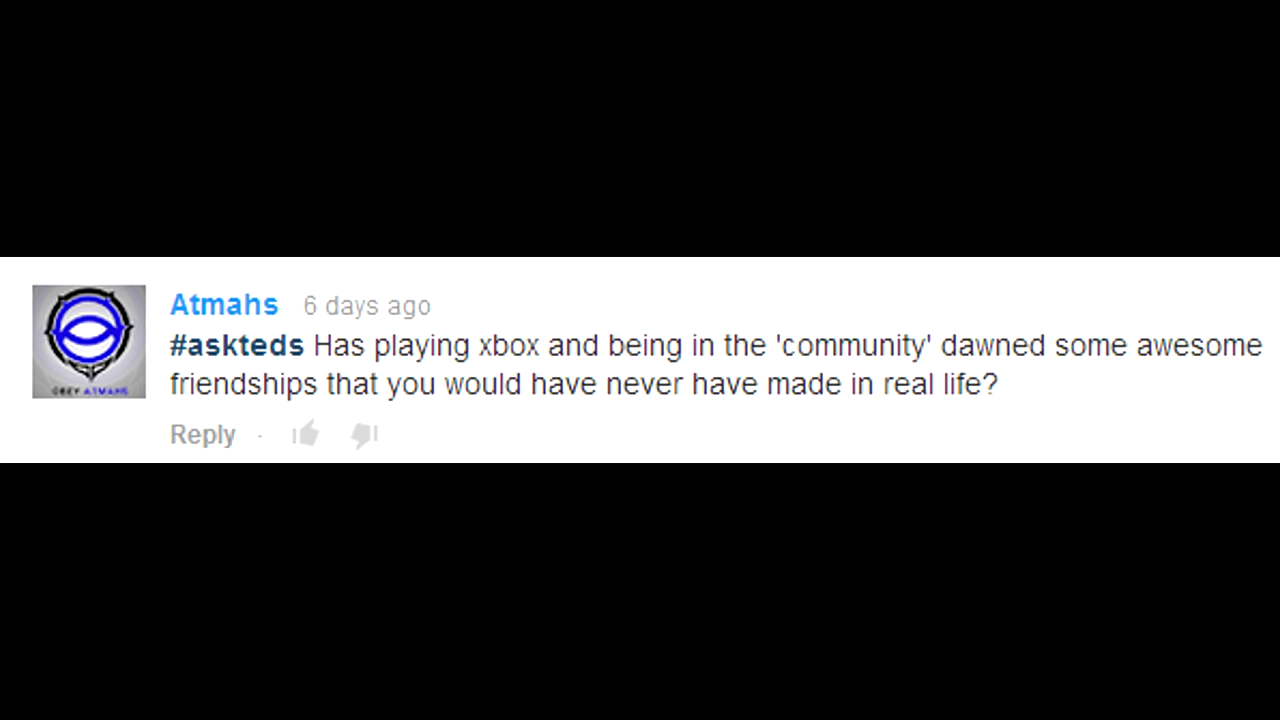 OBEY ATMAHS
Atmahs 6 days ago
#askteds Has playing xbox and being in the 'community' dawned some awesome
friendships that you would have never have made in real life?
Reply ·